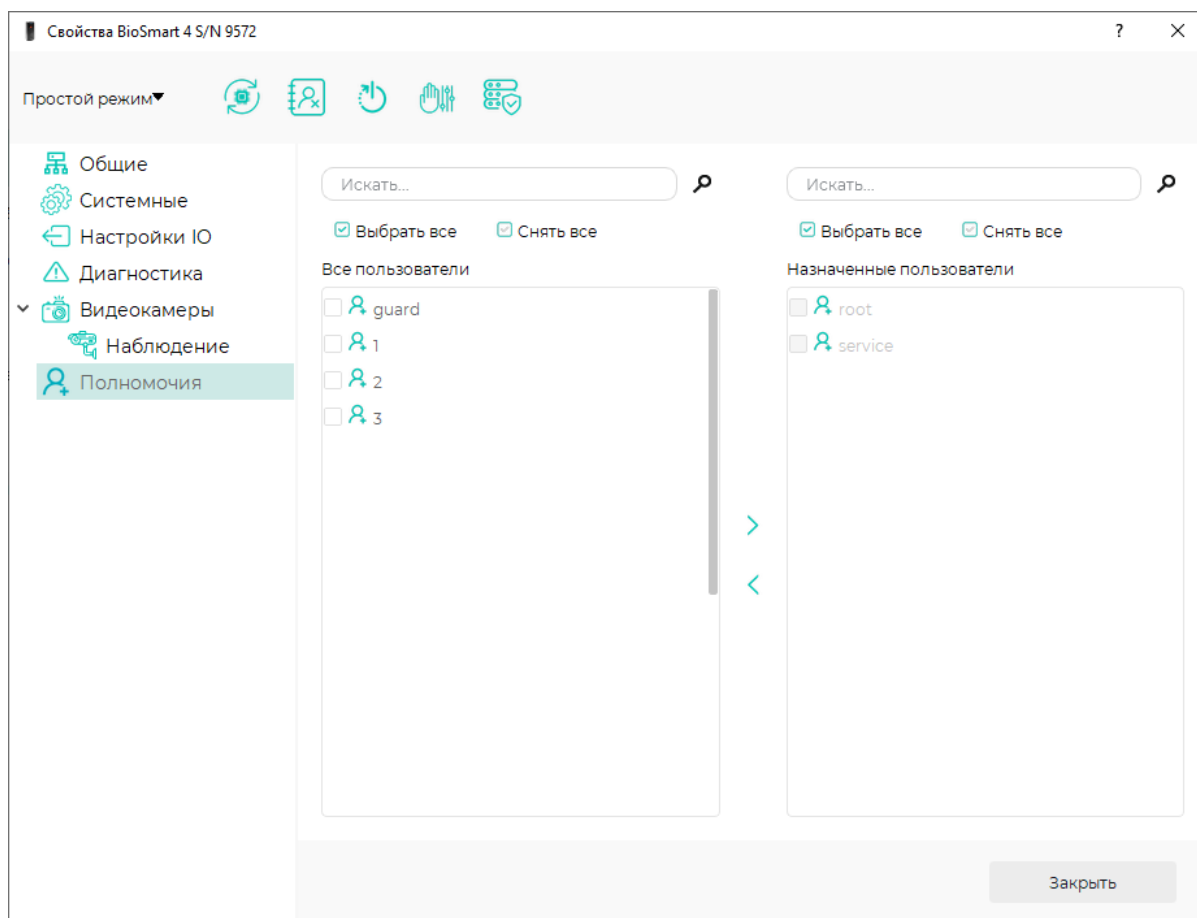 Свойства BioSmart 4 S/N 9572
?
Простой режим
Общие
Системные
Настройки IO
Диагностика
Видеокамеры
Наблюдение
Полномочия
Искать...
Выбрать все
Снять все
Все пользователи
guard
1
2
3
Искать...
Выбрать все
Снять все
Назначенные пользователи
root
service
Закрыть